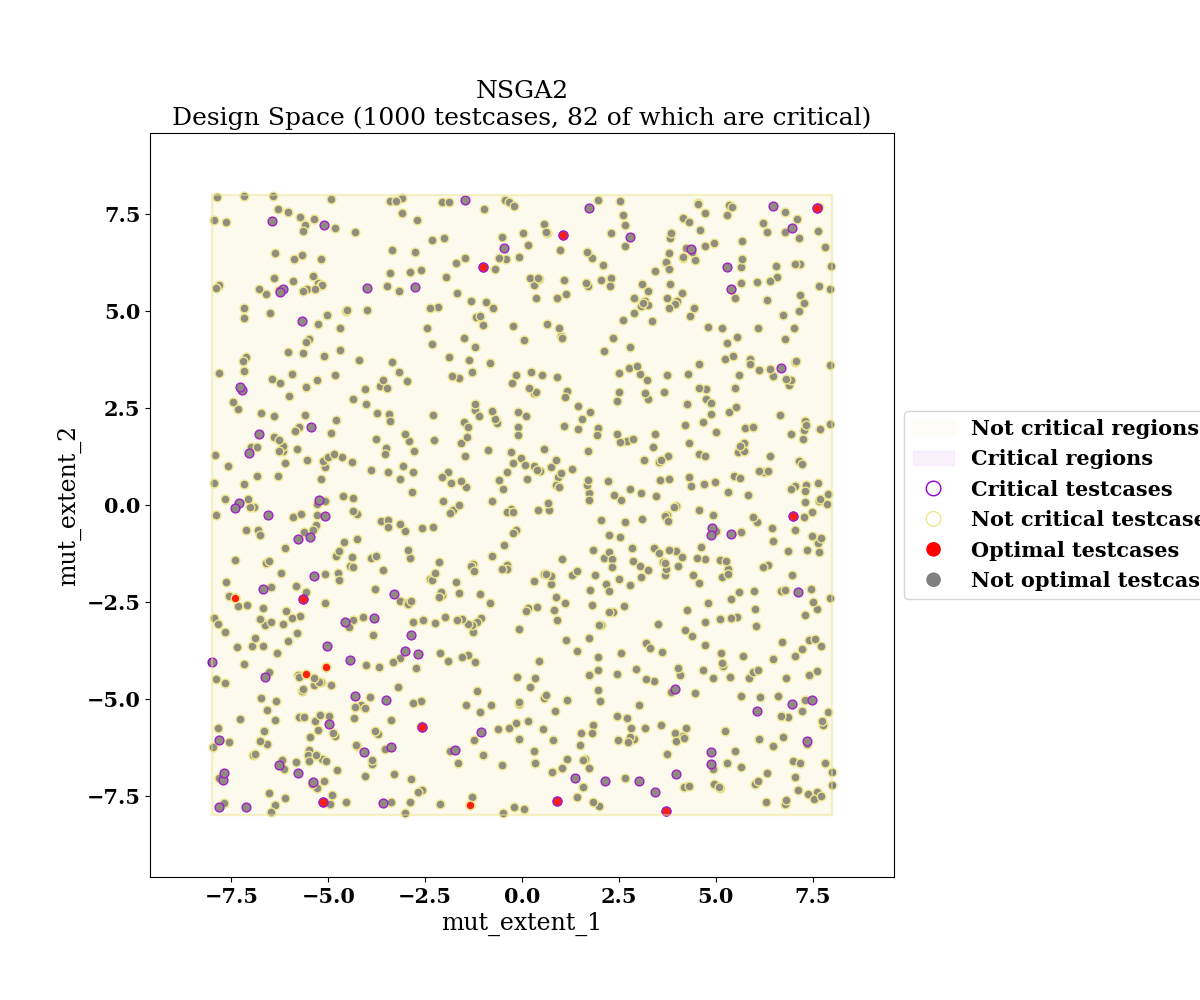 NSGA2
Design Space (1000 testcases, 82 of which are critical)
7.5
5.0
2.5
0.0
−2.5
−5.0
−7.5
mut_extent_2
−7.5 −5.0 −2.5 0.0 2.5 5.0 7.5
mut_extent_1
Not critical regions
Critical regions
Critical testcases
Not critical testcase
Optimal testcases
Not optimal testcas